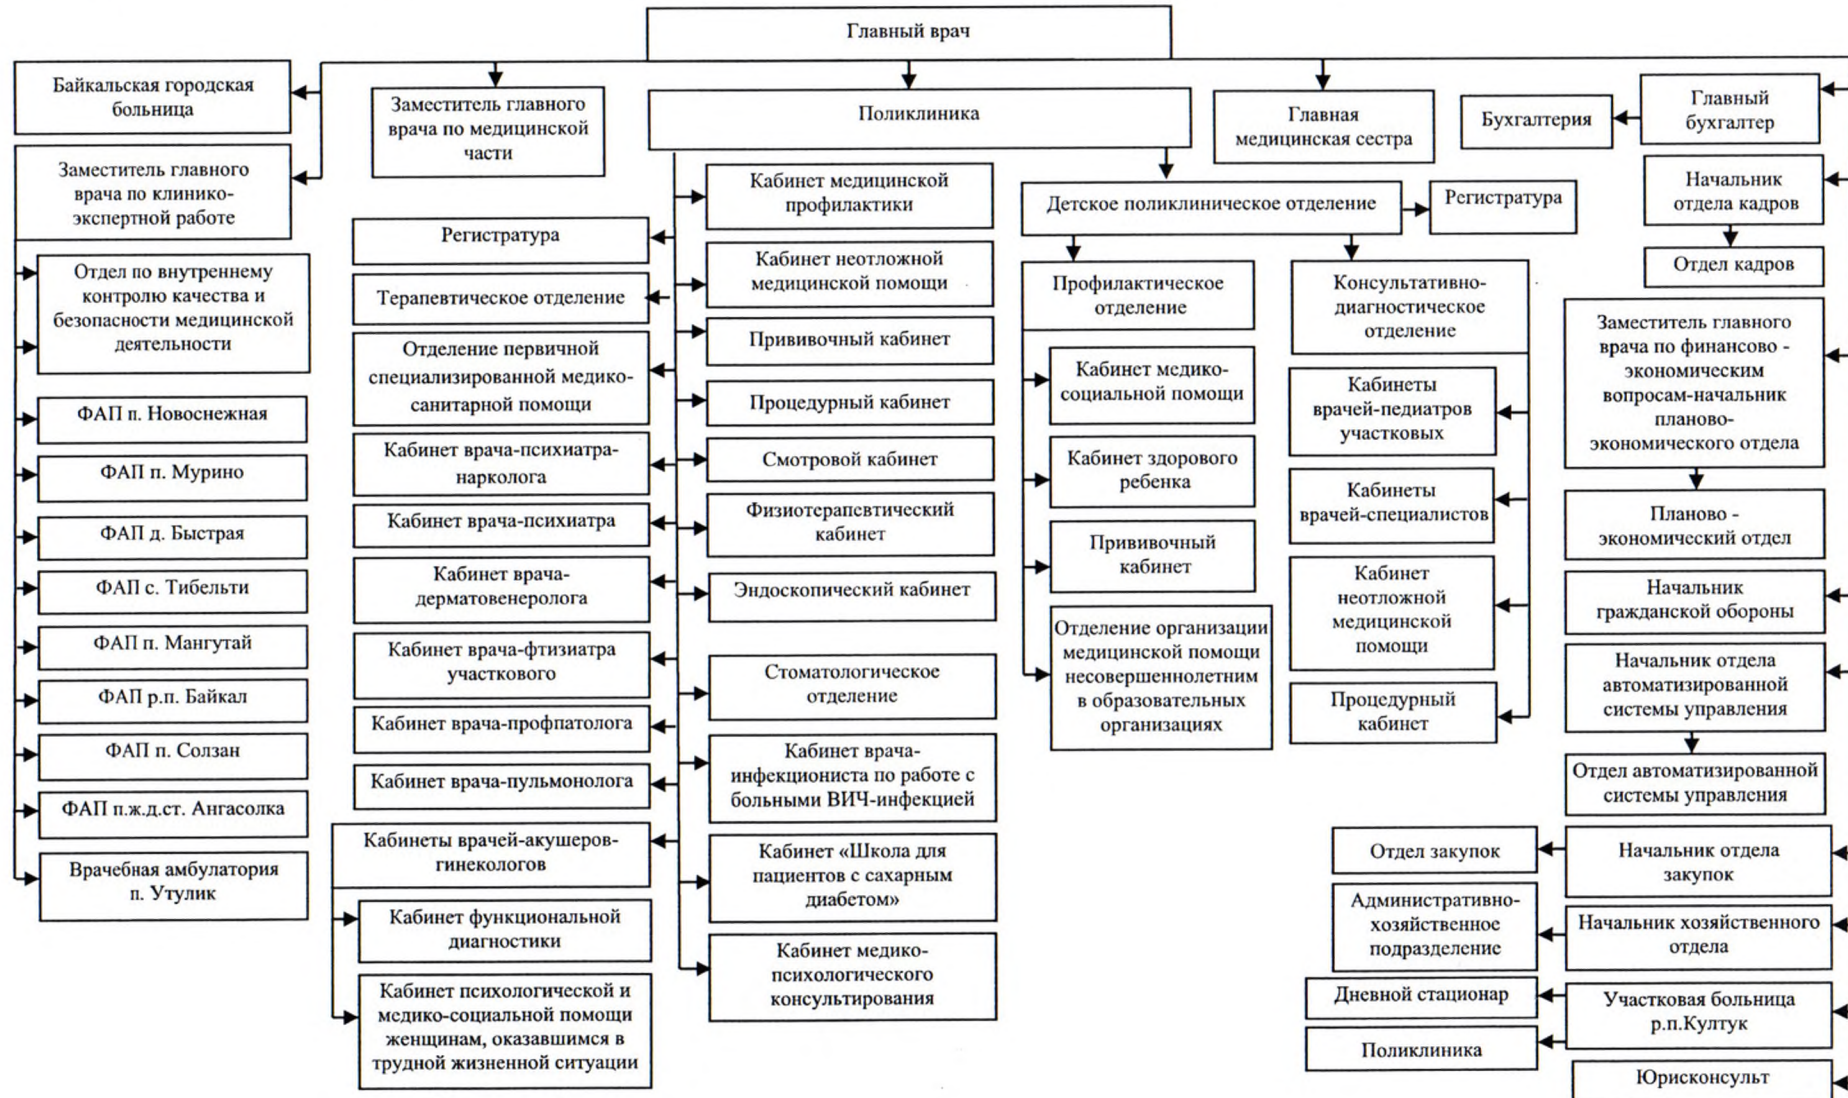 Главный врач
Байкальская городская
больница
Заместитель главного
врача по клинико-
экспертной работе
Отдел по внутреннему
контролю качества и
безопасности медицинской
деятельности
ФАП п. Новоснежная
ФАП п. Мурино
ФАП д. Быстрая
ФАП с. Тибельти
ФАП п. Мангутай
ФАП р.п. Байкал
ФАП п. Солзан
ФАП п.ж.д.ст. Ангасолка
Врачебная амбулатория
п. Утулик
Заместитель главного
врача по медицинской
части
Поликлиника
Регистратура
Терапевтическое отделение
Отделение первичной
специализированной медико-
санитарной помощи
Кабинет врача-психиатра-
нарколога
Кабинет врача-психиатра
Кабинет врача-
дерматовенеролога
Кабинет врача-фтизиатра
участкового
Кабинет врача-профпатолога
Кабинет врача-пульмонолога
Кабинеты врачей-акушеров-
гинекологов
Кабинет функциональной
диагностики
Кабинет психологической и
медико-социальной помощи
женщинам, оказавшимся в
трудной жизненной ситуации
Кабинет медицинской
профилактики
Кабинет неотложной
медицинской помощи
Прививочный кабинет
Процедурный кабинет
Смотровой кабинет
Физиотерапевтический
кабинет
Эндоскопический кабинет
Стоматологическое
отделение
Кабинет врача-
инфекциониста по работе с
больными ВИЧ-инфекцией
Кабинет «Школа для
пациентов с сахарным
диабетом»
Кабинет медико-
психологического
консультирования
Детское поликлиническое отделение
Регистратура
Профилактическое
отделение
Кабинет медико-
социальной помощи
Кабинет здорового
ребенка
Прививочный
кабинет
Отделение организации
медицинской помощи
несовершеннолетним
в образовательных
организациях
Консультативно-
диагностическое
отделение
Кабинеты
врачей-педиатров
участковых
Кабинеты
врачей-специалистов
Кабинет
неотложной
медицинской
помощи
Процедурный
кабинет
Главная
медицинская сестра
Бухгалтерия
Главный
бухгалтер
Начальник
отдела кадров
Отдел кадров
Заместитель главного
врача по финансово -
экономическим
вопросам-начальник
планово-
экономического отдела
Планово -
экономический отдел
Начальник
гражданской обороны
Начальник отдела
автоматизированной
системы управления
Отдел автоматизированной
системы управления
Отдел закупок
Начальник отдела
закупок
Административно-
хозяйственное
подразделение
Начальник хозяйственного
отдела
Дневной стационар
Поликлиника
Участковая больница
р.п.Култук
Юрисконсульт